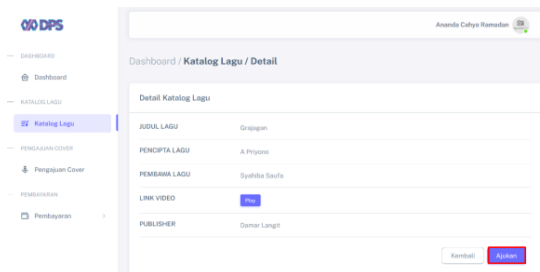 DPS
Ananda Cahya Ramadan
DASHBOARD
Dashboard
KATALOG LAGU
Katalog Lagu
PENGAJUAN COVER
Pengajuan Cover
PEMBAYARAN
Pembayaran
Dashboard / Katalog Lagu / Detail
Detail Katalog Lagu
JUDUL LAGU Grajagan
PENCIPTA LAGU A Priyono
PEMBAWA LAGU Syahiba Saufa
LINK VIDEO Play
PUBLISHER Damar Langit
Kembali Ajukan